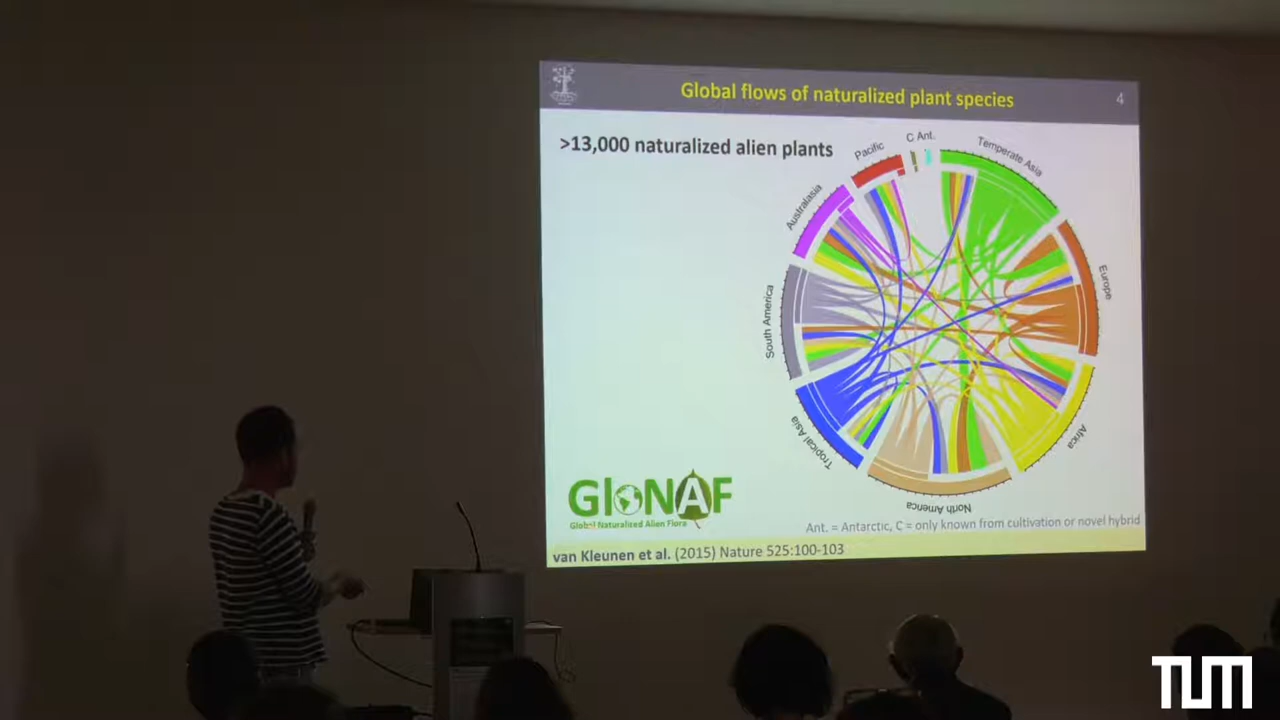 Global flows of naturalized plant species
4
>13,000 naturalized alien plants
Pacific
C Ant.
Temperate Asia
Australasia
Europe
South America
Tropical Asia
Africa
North America
GloNAF
Global Naturalized Alien Flora
Ant. = Antarctic, C = only known from cultivation or novel hybrid
van Kleunen et al. (2015) Nature 525:100-103
TUM